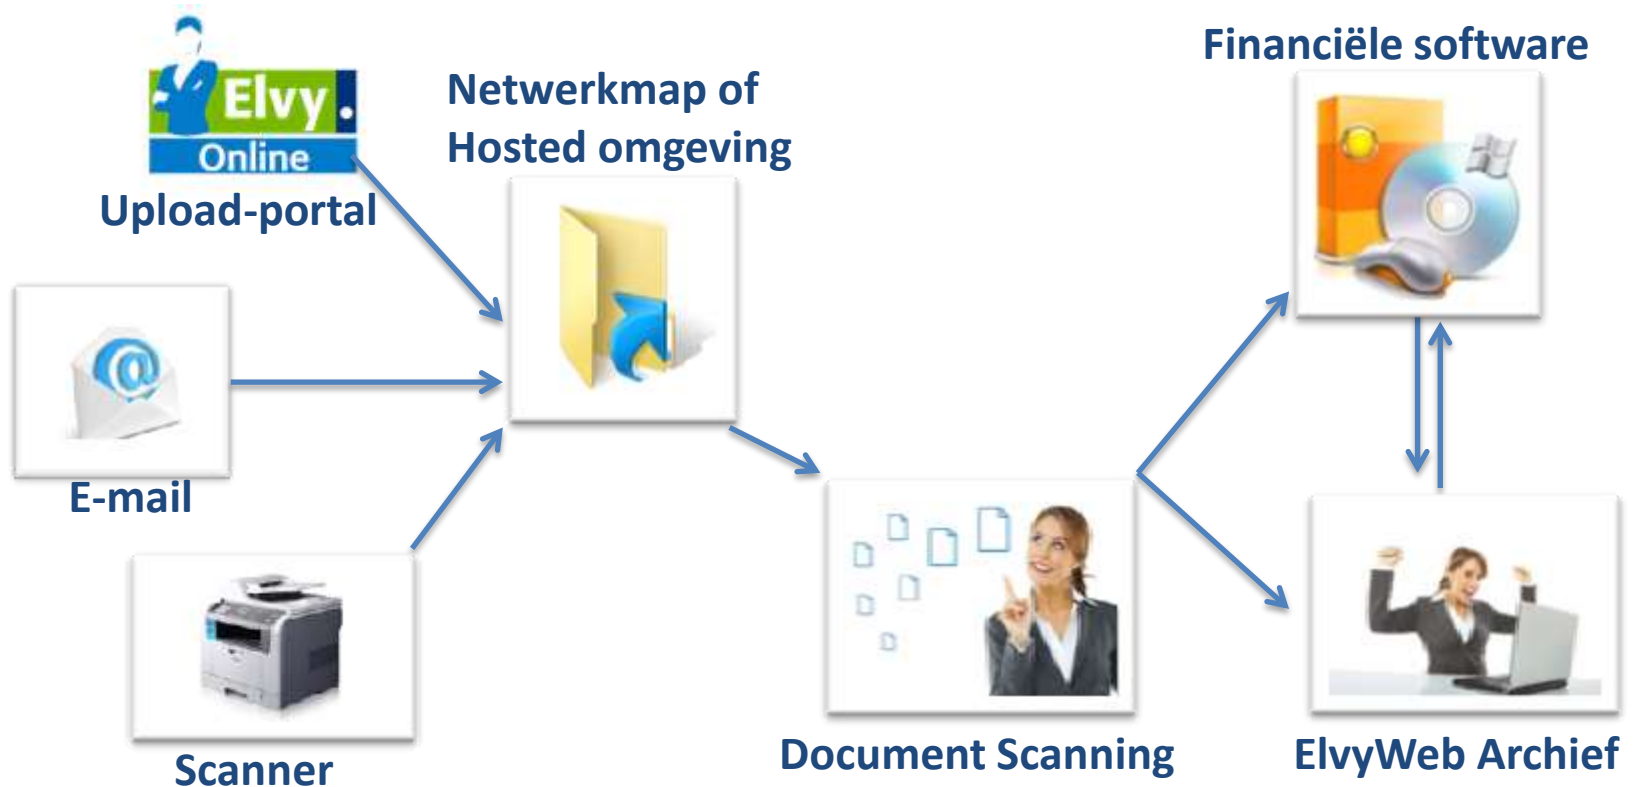 Elvy.
Online
Upload-portal
Netwerkmap of
Hosted omgeving
Financiële software
E-mail
Scanner
Document Scanning
ElvyWeb Archief